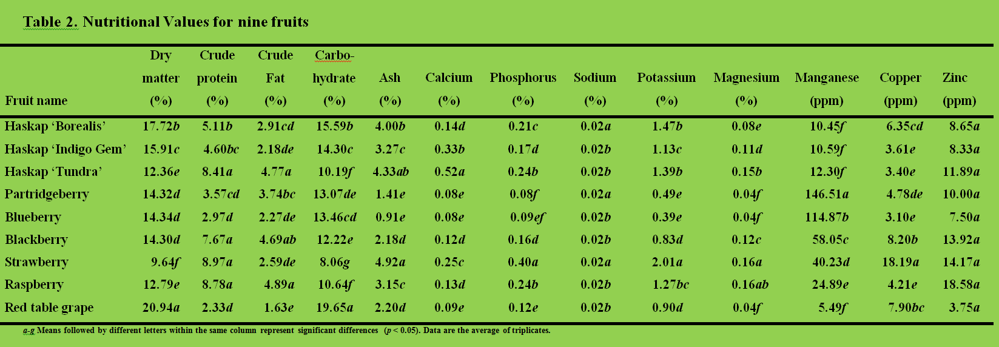 Table 2. Nutritional Values for nine fruits
Dry Crude Crude Carbo-
matter protein Fat hydrate Ash Calcium Phosphorus Sodium Potassium Magnesium Manganese Copper Zinc
Fruit name (%) (%) (%) (%) (%) (%) (%) (%) (%) (%) (ppm) (ppm) (ppm)
Haskap ‘Borealis’ 17.72b 5.11b 2.91cd 15.59b 4.00b 0.14d 0.21c 0.02a 1.47b 0.08e 10.45f 6.35cd 8.65a
Haskap ‘Indigo Gem’ 15.91c 4.60bc 2.18de 14.30c 3.27c 0.33b 0.17d 0.02b 1.13c 0.11d 10.59f 3.61e 8.33a
Haskap ‘Tundra’ 12.36e 8.41a 4.77a 10.19f 4.33ab 0.52a 0.24b 0.02b 1.39b 0.15b 12.30f 3.40e 11.89a
Partridgeberry 14.32d 3.57cd 3.74bc 13.07de 1.41e 0.08e 0.08f 0.02a 0.49e 0.04f 146.51a 4.78de 10.00a
Blueberry 14.34d 2.97d 2.27de 13.46cd 0.91e 0.08e 0.09ef 0.02b 0.39e 0.04f 114.87b 3.10e 7.50a
Blackberry 14.30d 7.67a 4.69ab 12.22e 2.18d 0.12d 0.16d 0.02b 0.83d 0.12c 58.05c 8.20b 13.92a
Strawberry 9.64f 8.97a 2.59de 8.06g 4.92a 0.25c 0.40a 0.02a 2.01a 0.16a 40.23d 18.19a 14.17a
Raspberry 12.79e 8.78a 4.89a 10.64f 3.15c 0.13d 0.24b 0.02b 1.27bc 0.16ab 24.89e 4.21e 18.58a
Red table grape 20.94a 2.33d 1.63e 19.65a 2.20d 0.09e 0.12e 0.02b 0.90d 0.04f 5.49f 7.90bc 3.75a
a-g Means followed by different letters within the same column represent significant differences (p < 0.05). Data are the average of triplicates.